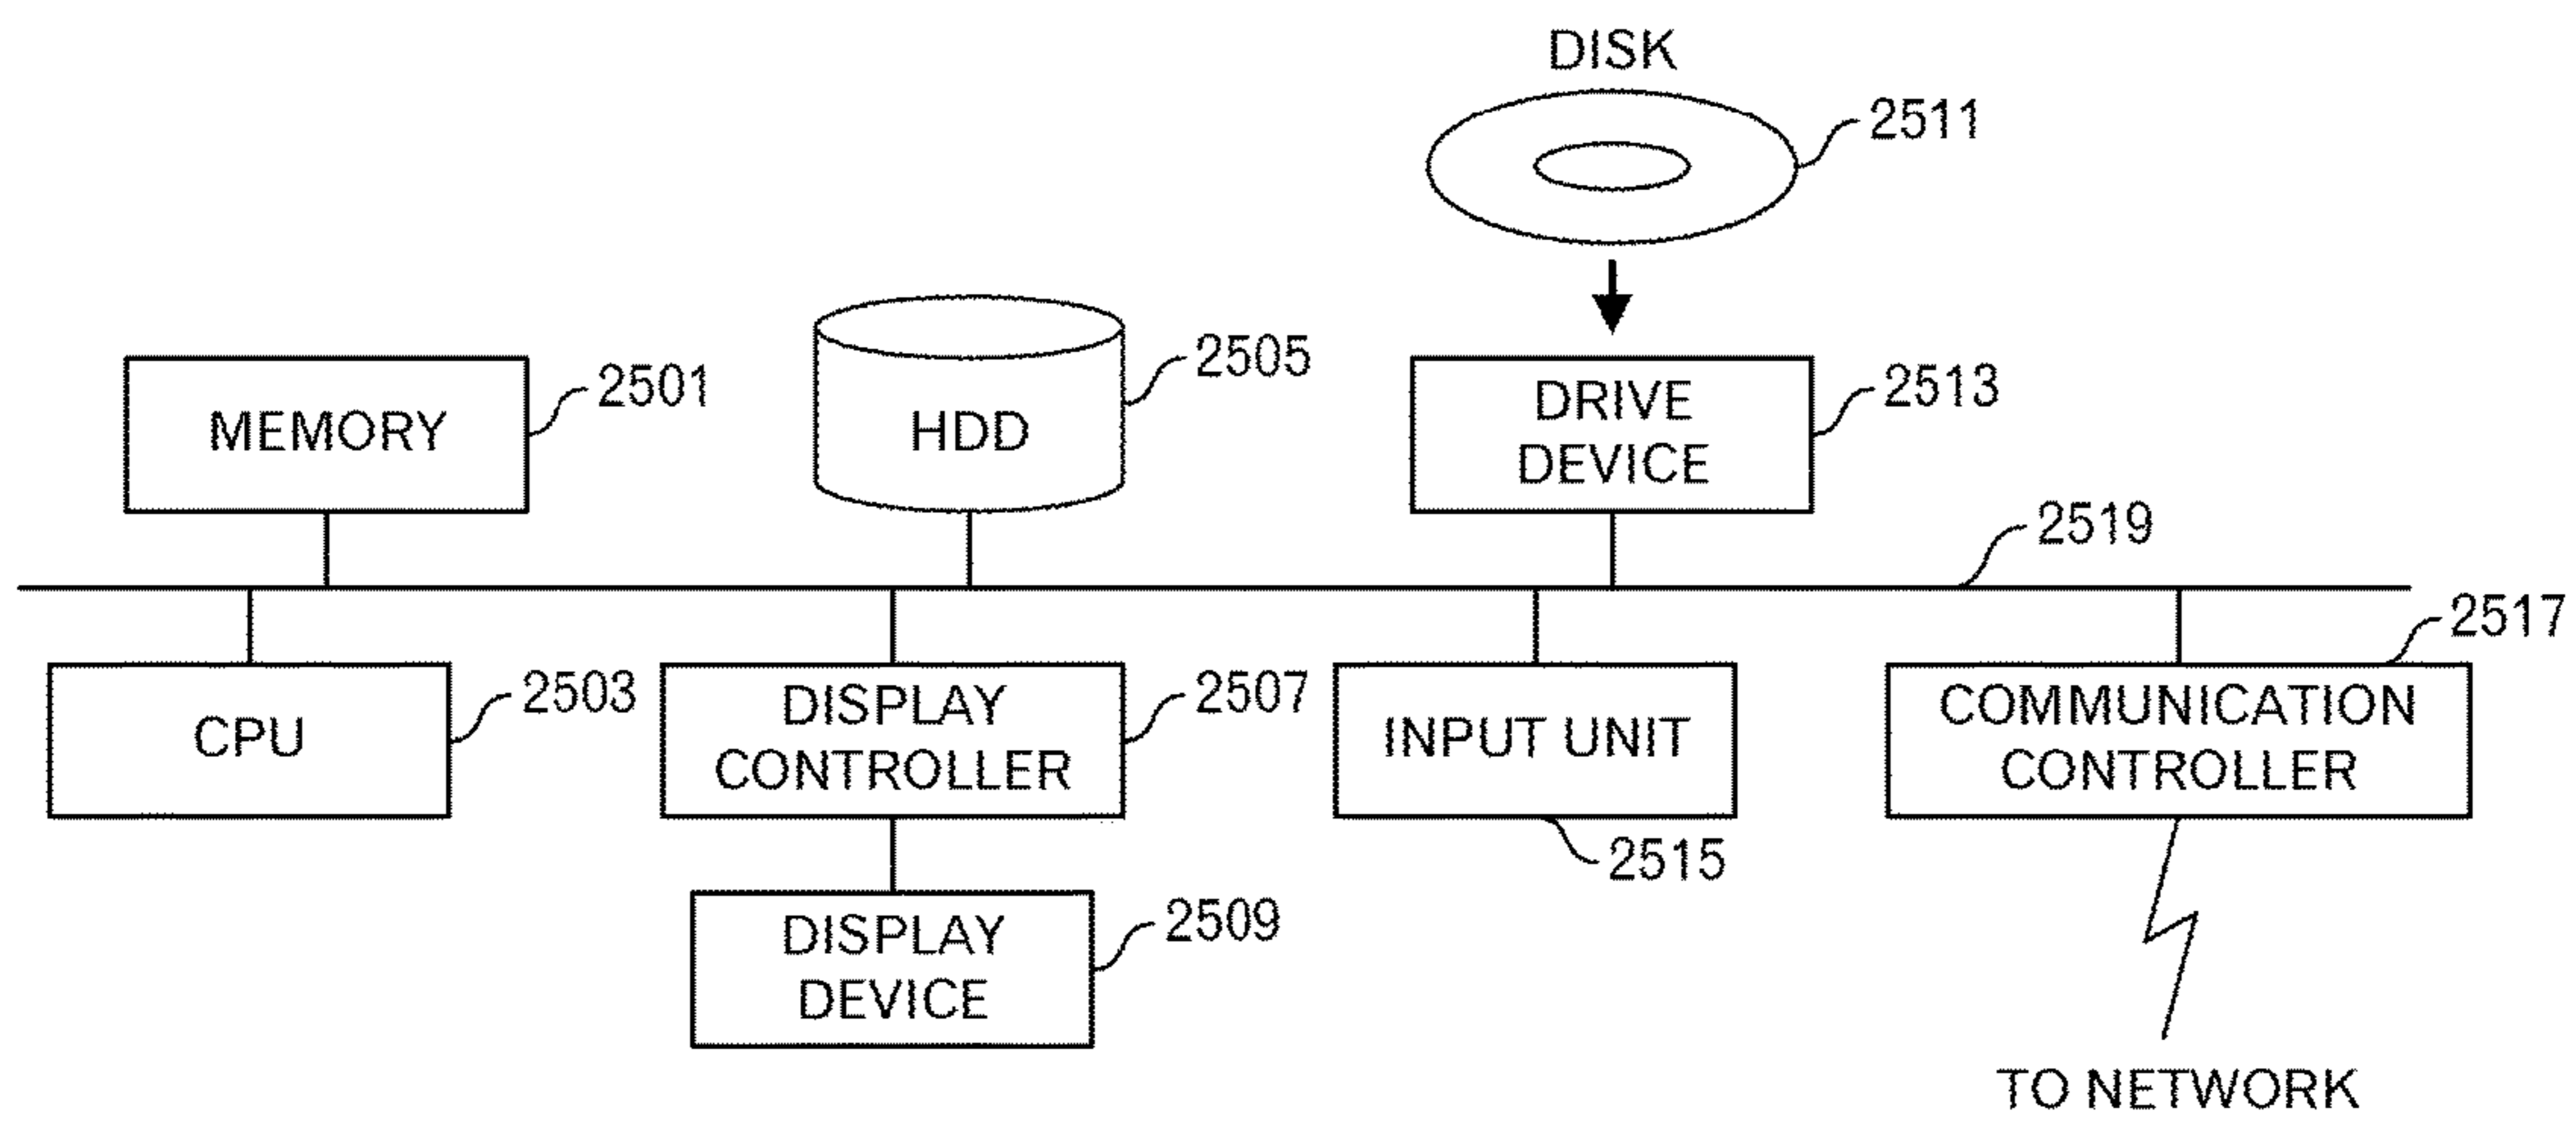 DISK
2511
2505
2501
2513
MEMORY
HDD
DRIVE
DEVICE
2519
2517
2503
2507
CPU
DISPLAY
CONTROLLER
INPUT UNIT
COMMUNICATION
CONTROLLER
2515
2509
DISPLAY
DEVICE
TO NETWORK